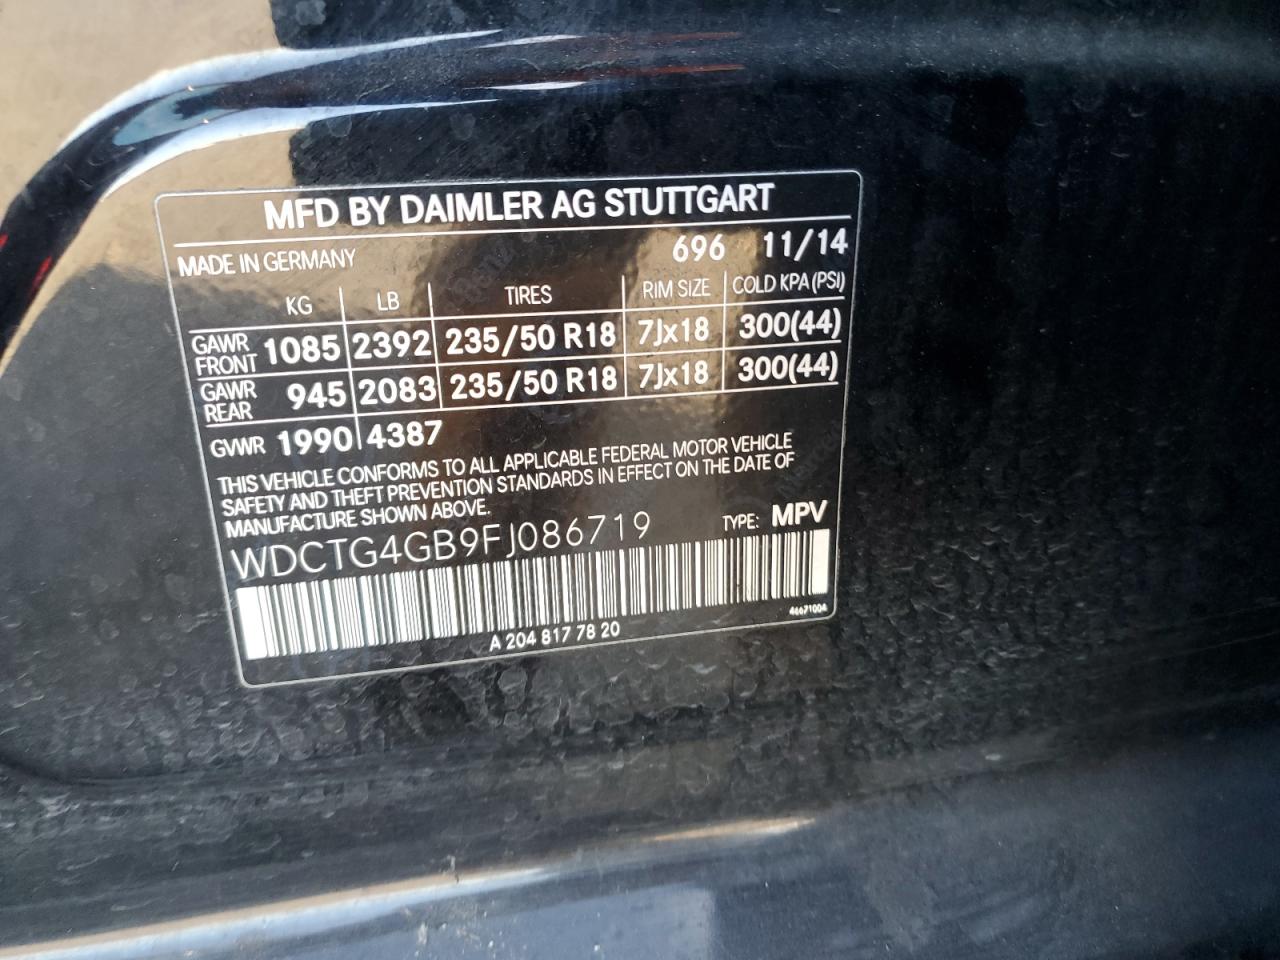 MFD BY DAIMLER AG STUTTGART
MADE IN GERMANY 696 11/14
KG LB TIRES RIM SIZE COLD KPA (PSI)
GAWR FRONT 1085 2392 235/50 R18 7Jx18 300(44)
GAWR REAR 945 2083 235/50 R18 7Jx18 300(44)
GVWR 1990 4387
THIS VEHICLE CONFORMS TO ALL APPLICABLE FEDERAL MOTOR VEHICLE
SAFETY AND THEFT PREVENTION STANDARDS IN EFFECT ON THE DATE OF
MANUFACTURE SHOWN ABOVE.
WDCTG4GB9FJ086719 TYPE: MPV
46671004
A 204 817 78 20